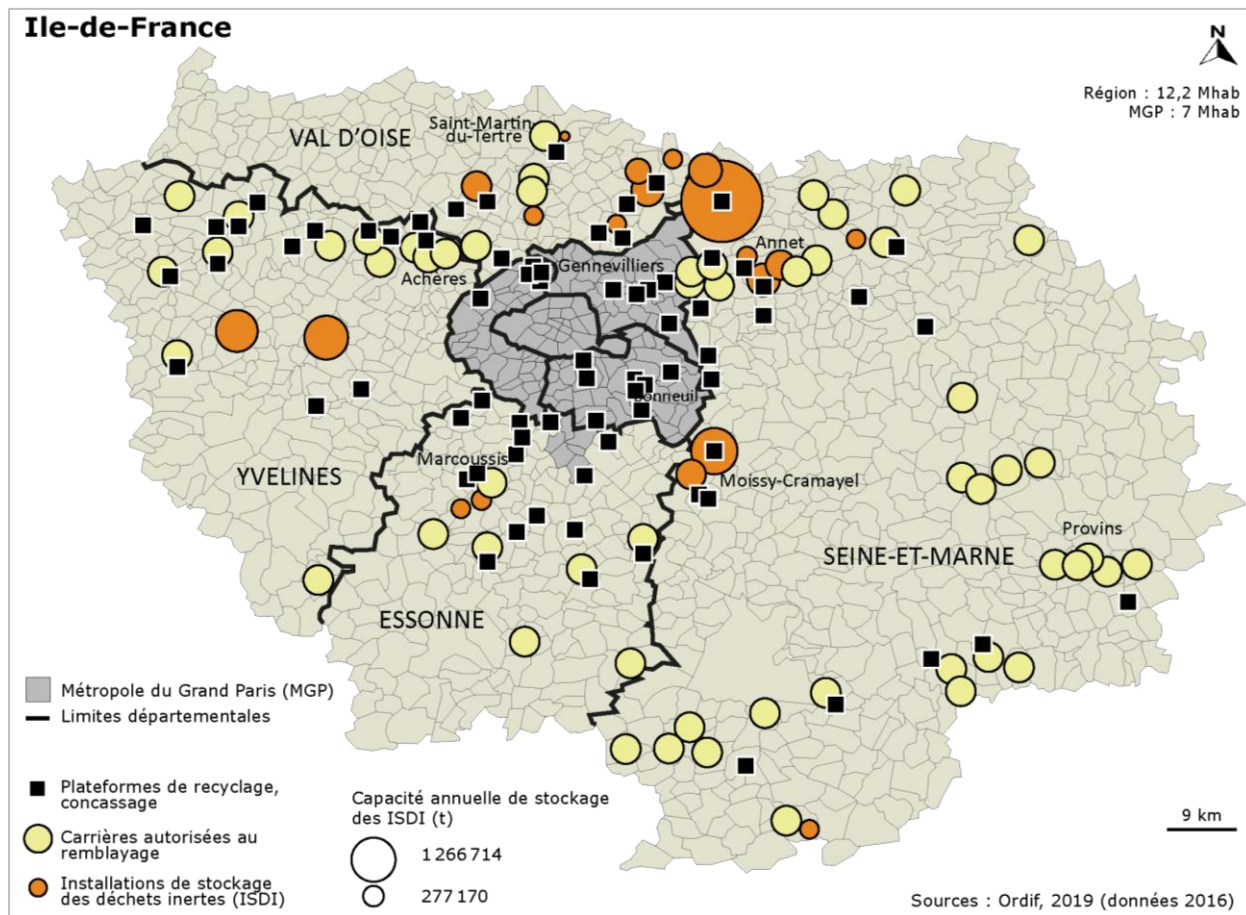 Ile-de-France
N
Région : 12,2 Mhab
MGP : 7 Mhab
VAL D'OISE
Saint-Martin
du-Tertre
Annet
Gennevilliers
Achères
Bonneuil
Marcoussis
Moissy-Cramayel
YVELINES
Provins
SEINE-ET-MARNE
ESSONNE
Métropole du Grand Paris (MGP)
Limites départementales
Plateformes de recyclage,
concassage
Carrières autorisées au
remblayage
Installations de stockage
des déchets inertes (ISDI)
Capacité annuelle de stockage
des ISDI (t)
1 266 714
277 170
9 km
Sources : Ordif, 2019 (données 2016)